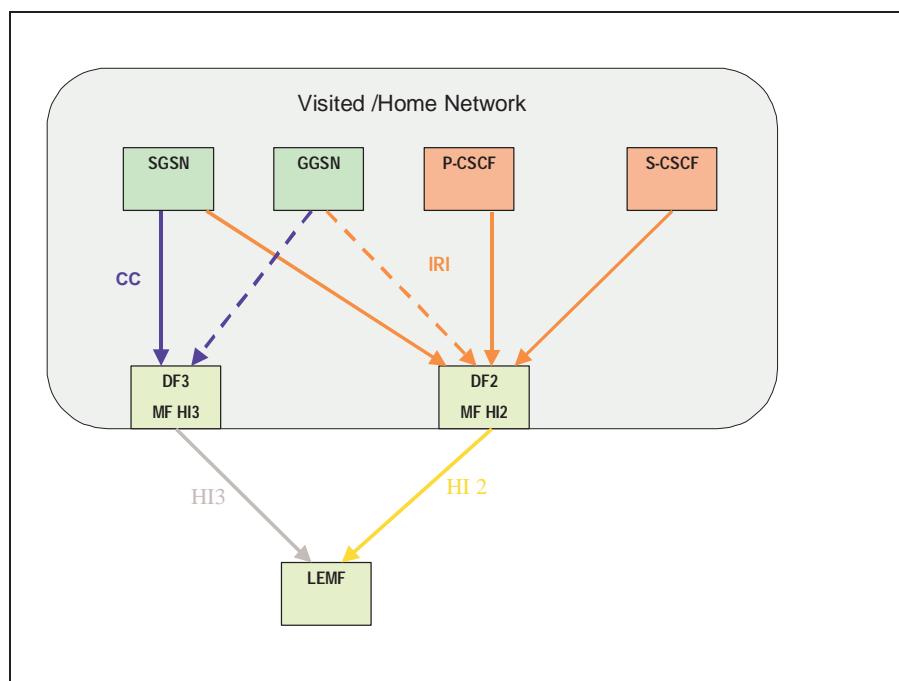 Visited /Home Network
SGSN
GGSN
P-CSCF
S-CSCF
CC
IRI
DF3
MF HI3
DF2
MF HI2
HI3
HI 2
LEMF